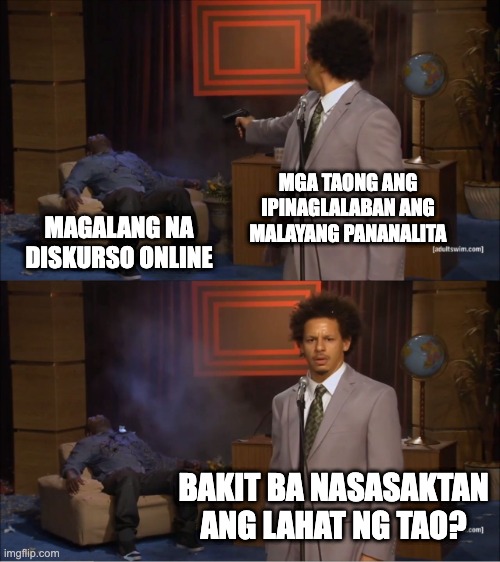 MGA TAONG ANG
IPINAGLALABAN ANG
MALAYANG PANANALITA
MAGALANG NA
DISKURSO ONLINE
[adultswim.com]
BAKIT BA NASASAKTAN
ANG LAHAT NG TAO?
.com]
imgflip.com